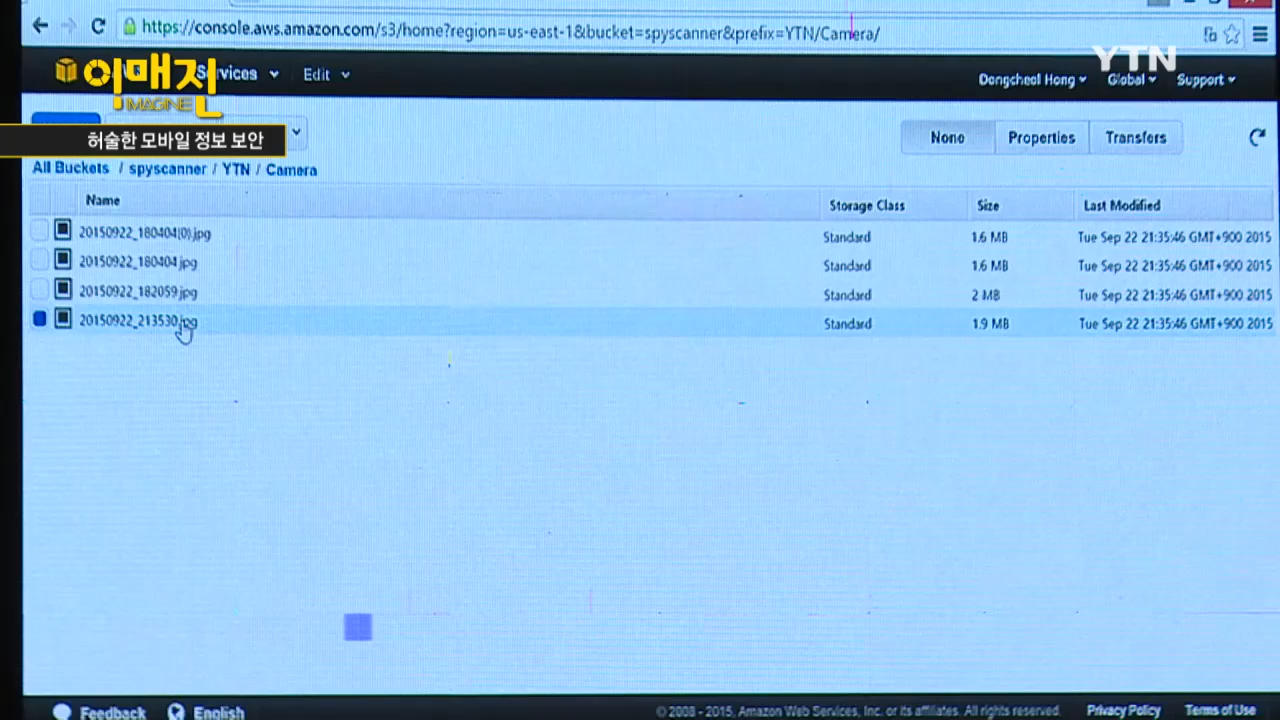 https://console.aws.amazon.com/s3/home?region=us-east-1&bucket=spyscanner&prefix=YTN/Camera/
YTN
이매진
IMAGINE
Services
Edit
Dongcheol Hong
Global
Support
허술한 모바일 정보 보안
None
Properties
Transfers
All Buckets / spyscanner / YTN / Camera
Name Storage Class Size Last Modified
20150922_180404(0).jpg Standard 1.6 MB Tue Sep 22 21:35:46 GMT+900 2015
20150922_180404.jpg Standard 1.6 MB Tue Sep 22 21:35:46 GMT+900 2015
20150922_182059.jpg Standard 2 MB Tue Sep 22 21:35:46 GMT+900 2015
20150922_213530.jpg Standard 1.9 MB Tue Sep 22 21:35:46 GMT+900 2015
Feedback
English
© 2008 - 2015, Amazon Web Services, Inc. or its affiliates. All rights reserved.
Privacy Policy
Terms of Use